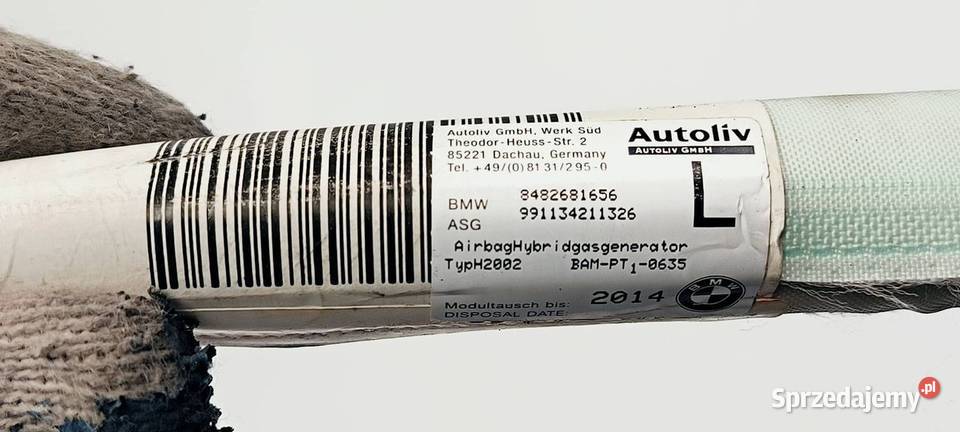 Autoliv GmbH, Werk Süd
Theodor-Heuss-Str. 2
85221 Dachau, Germany
Tel. +49/(0)8131/295-0
Autoliv
AUTOLIV GMBH
L
BMW 8482681656
ASG 991134211326
AirbagHybridgasgenerator
TypH2002 BAM-PT1-0635
Modultausch bis:
DISPOSAL DATE: 2014
BMW
Sprzedajemy.pl